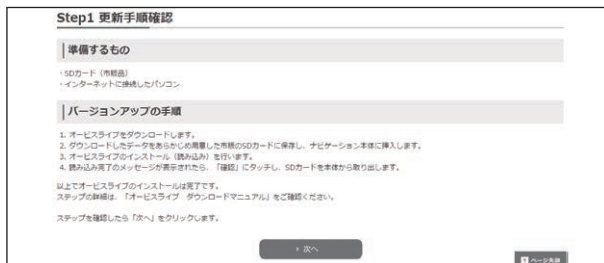 Step1 更新手順確認
準備するもの
・SDカード（市販品）
・インターネットに接続したパソコン
バージョンアップの手順
1. オービスライブをダウンロードします。
2. ダウンロードしたデータをあらかじめ用意した市販のSDカードに保存し、ナビゲーション本体に挿入します。
3. オービスライブのインストール（読み込み）を行います。
4. 読み込み完了のメッセージが表示されたら、「確認」にタッチし、SDカードを本体から取り出します。
以上でオービスライブのインストールは完了です。
ステップの詳細は、「オービスライブ　ダウンロードマニュアル」をご確認ください。
ステップを確認したら「次へ」をクリックします。
› 次へ
ページ先頭